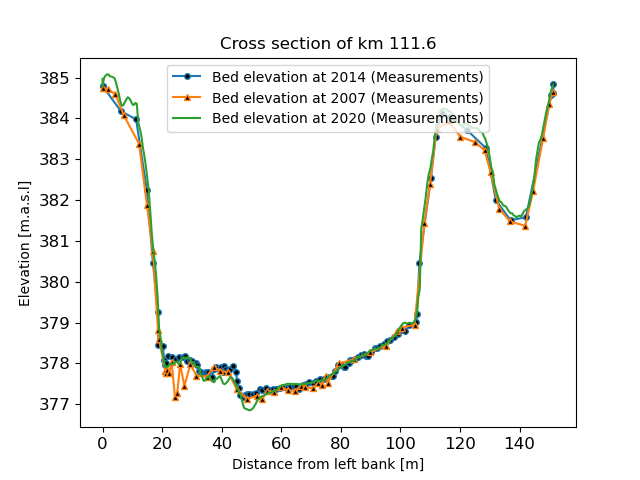 Cross section of km 111.6
Bed elevation at 2014 (Measurements)
Bed elevation at 2007 (Measurements)
Bed elevation at 2020 (Measurements)
Elevation [m.a.s.l]
385
384
383
382
381
380
379
378
377
0 20 40 60 80 100 120 140
Distance from left bank [m]